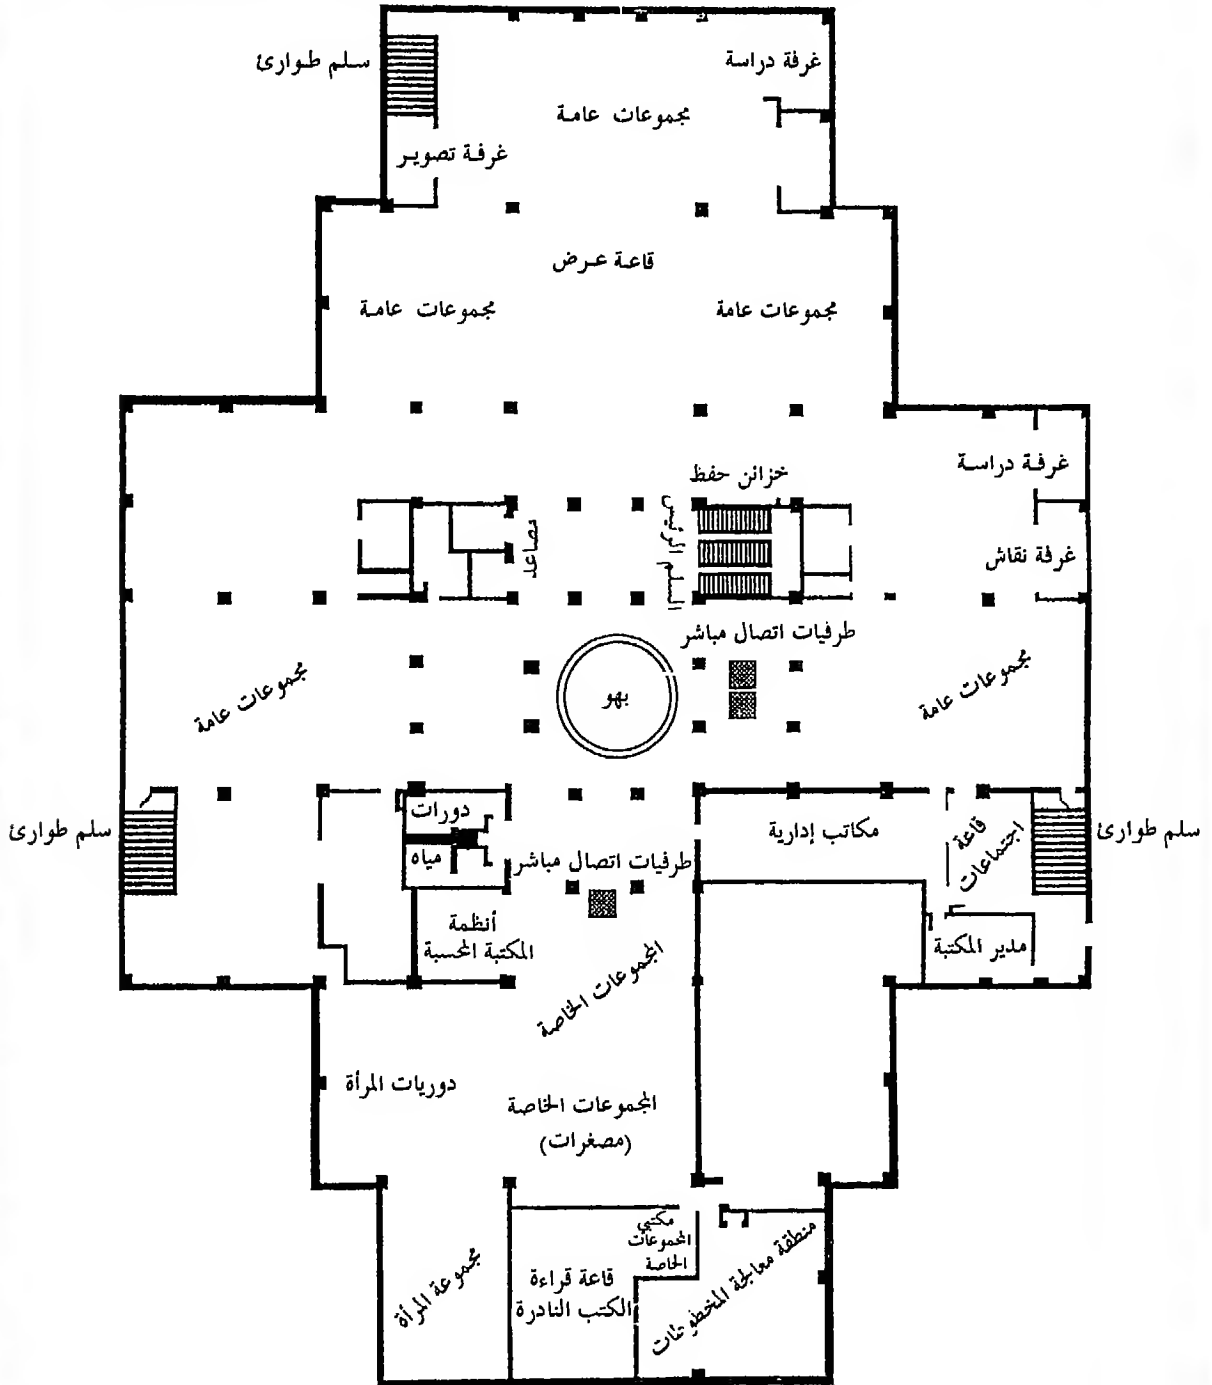 سلم طوارئ
غرفة دراسة
مجموعات عامة
غرفة تصوير
قاعة عرض
مجموعات عامة
مجموعات عامة
غرفة دراسة
خزائن حفظ
السلم الرئيس
مصاعد
غرفة نقاش
طرفيات اتصال مباشر
مجموعات عامة
بهو
مجموعات عامة
سلم طوارئ
مكاتب إدارية
قاعة
اجتماعات
دورات
مياه
سلم طوارئ
طرفيات اتصال مباشر
أنظمة
المكتبة المحسبة
مدير المكتبة
المجموعات الخاصة
دوريات المرأة
المجموعات الخاصة
(مصغرات)
مكتبي
المجموعات
الخاصة
منطقة معالجة المخطوطات
قاعة قراءة
الكتب النادرة
مجموعة المرأة